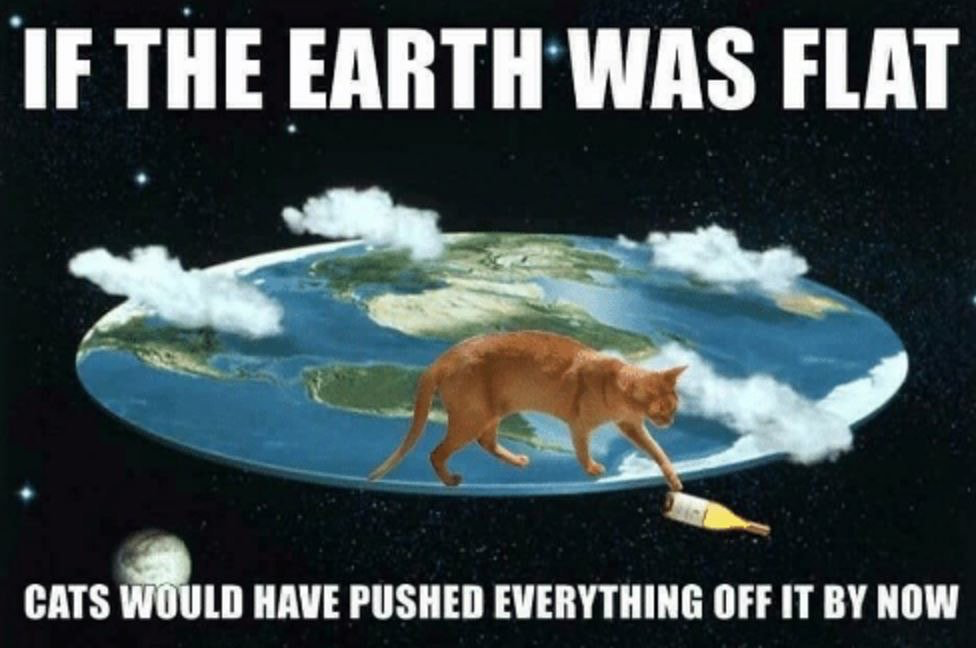 IF THE EARTH WAS FLAT
CATS WOULD HAVE PUSHED EVERYTHING OFF IT BY NOW